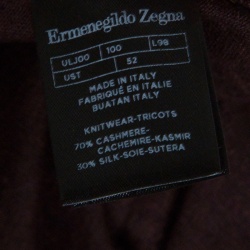 Ermenegildo Zegna
ULJ00 100 L98
UST 52
MADE IN ITALY
FABRIQUÉ EN ITALIE
BUATAN ITALY
KNITWEAR-TRICOTS
70% CASHMERE-
CACHEMIRE-KASMIR
30% SILK-SOIE-SUTERA